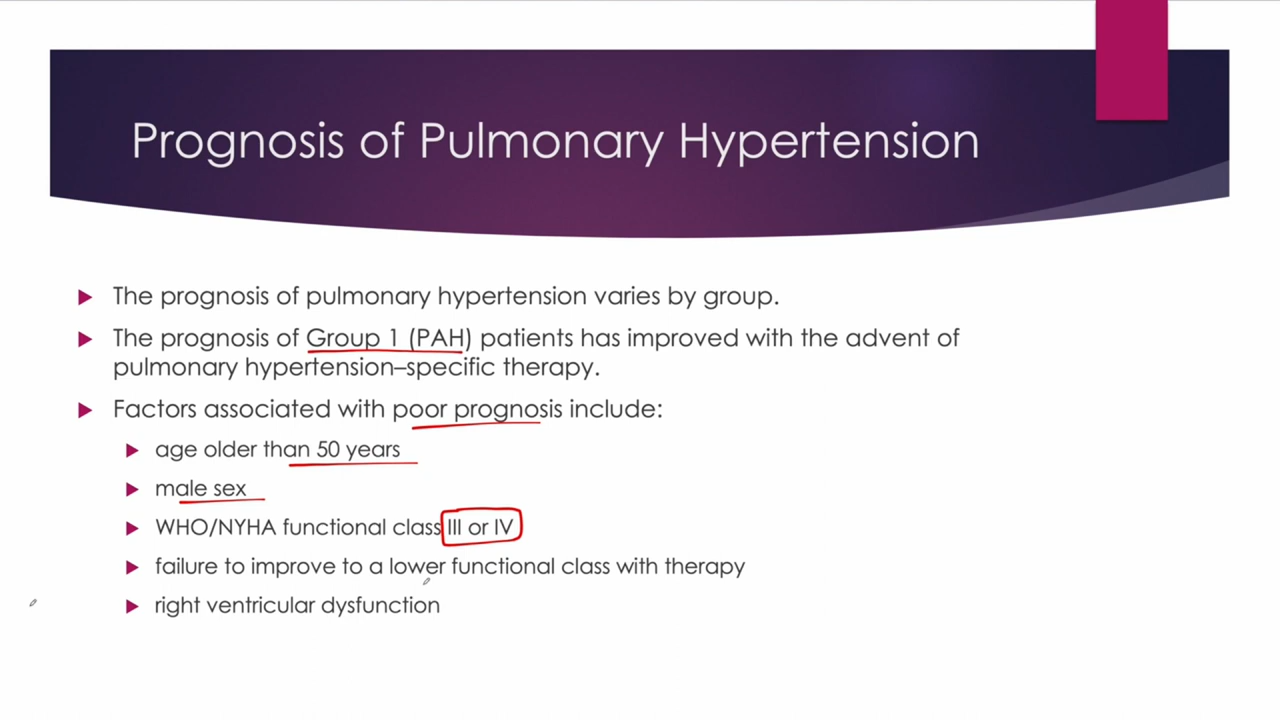 Prognosis of Pulmonary Hypertension
The prognosis of pulmonary hypertension varies by group.
The prognosis of Group 1 (PAH) patients has improved with the advent of
pulmonary hypertension–specific therapy.
Factors associated with poor prognosis include:
age older than 50 years
male sex
WHO/NYHA functional class III or IV
failure to improve to a lower functional class with therapy
right ventricular dysfunction